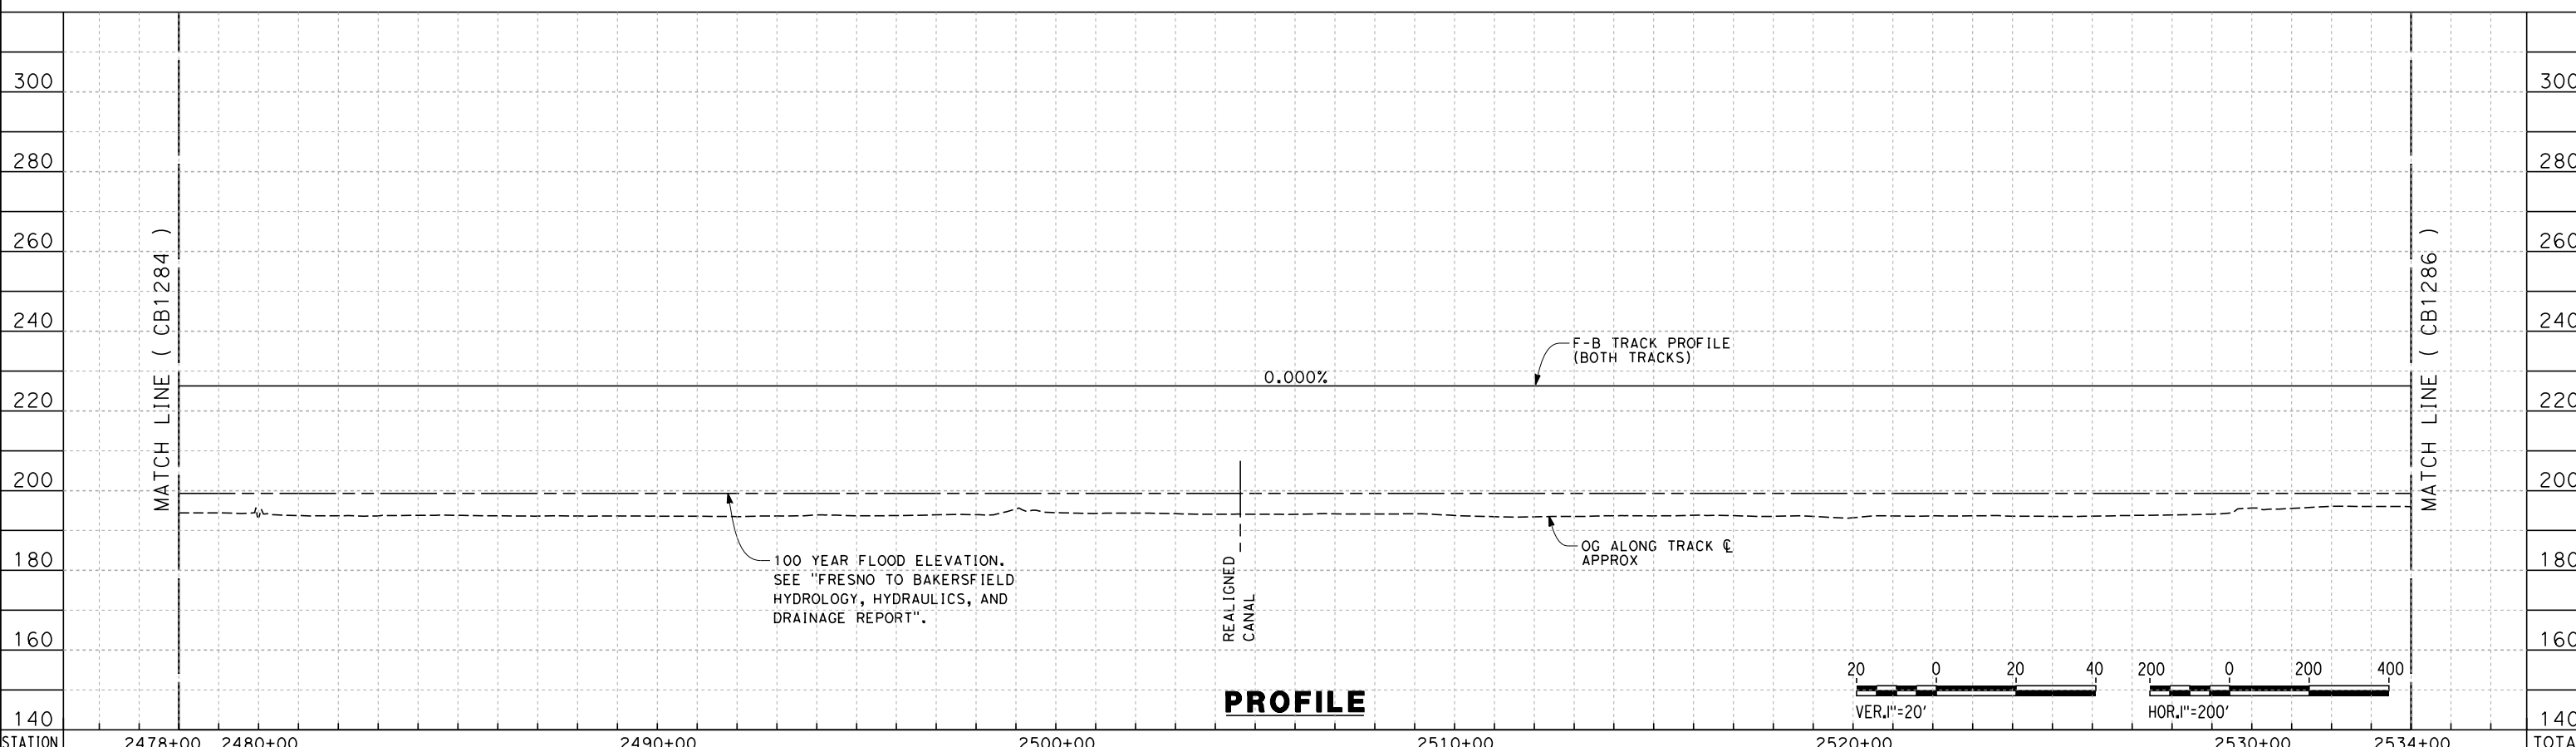 300
280
260
240
220
200
180
160
140
STATION
MATCH LINE ( CB1284 )
0.000%
F-B TRACK PROFILE
(BOTH TRACKS)
100 YEAR FLOOD ELEVATION.
SEE "FRESNO TO BAKERSFIELD
HYDROLOGY, HYDRAULICS, AND
DRAINAGE REPORT".
REALIGNED
CANAL
OG ALONG TRACK ℄
APPROX
PROFILE
20 0 20 40
VER.1"=20'
200 0 200 400
HOR.1"=200'
MATCH LINE ( CB1286 )
300
280
260
240
220
200
180
160
140
2478+00 2480+00 2490+00 2500+00 2510+00 2520+00 2530+00 2534+00
TOTA